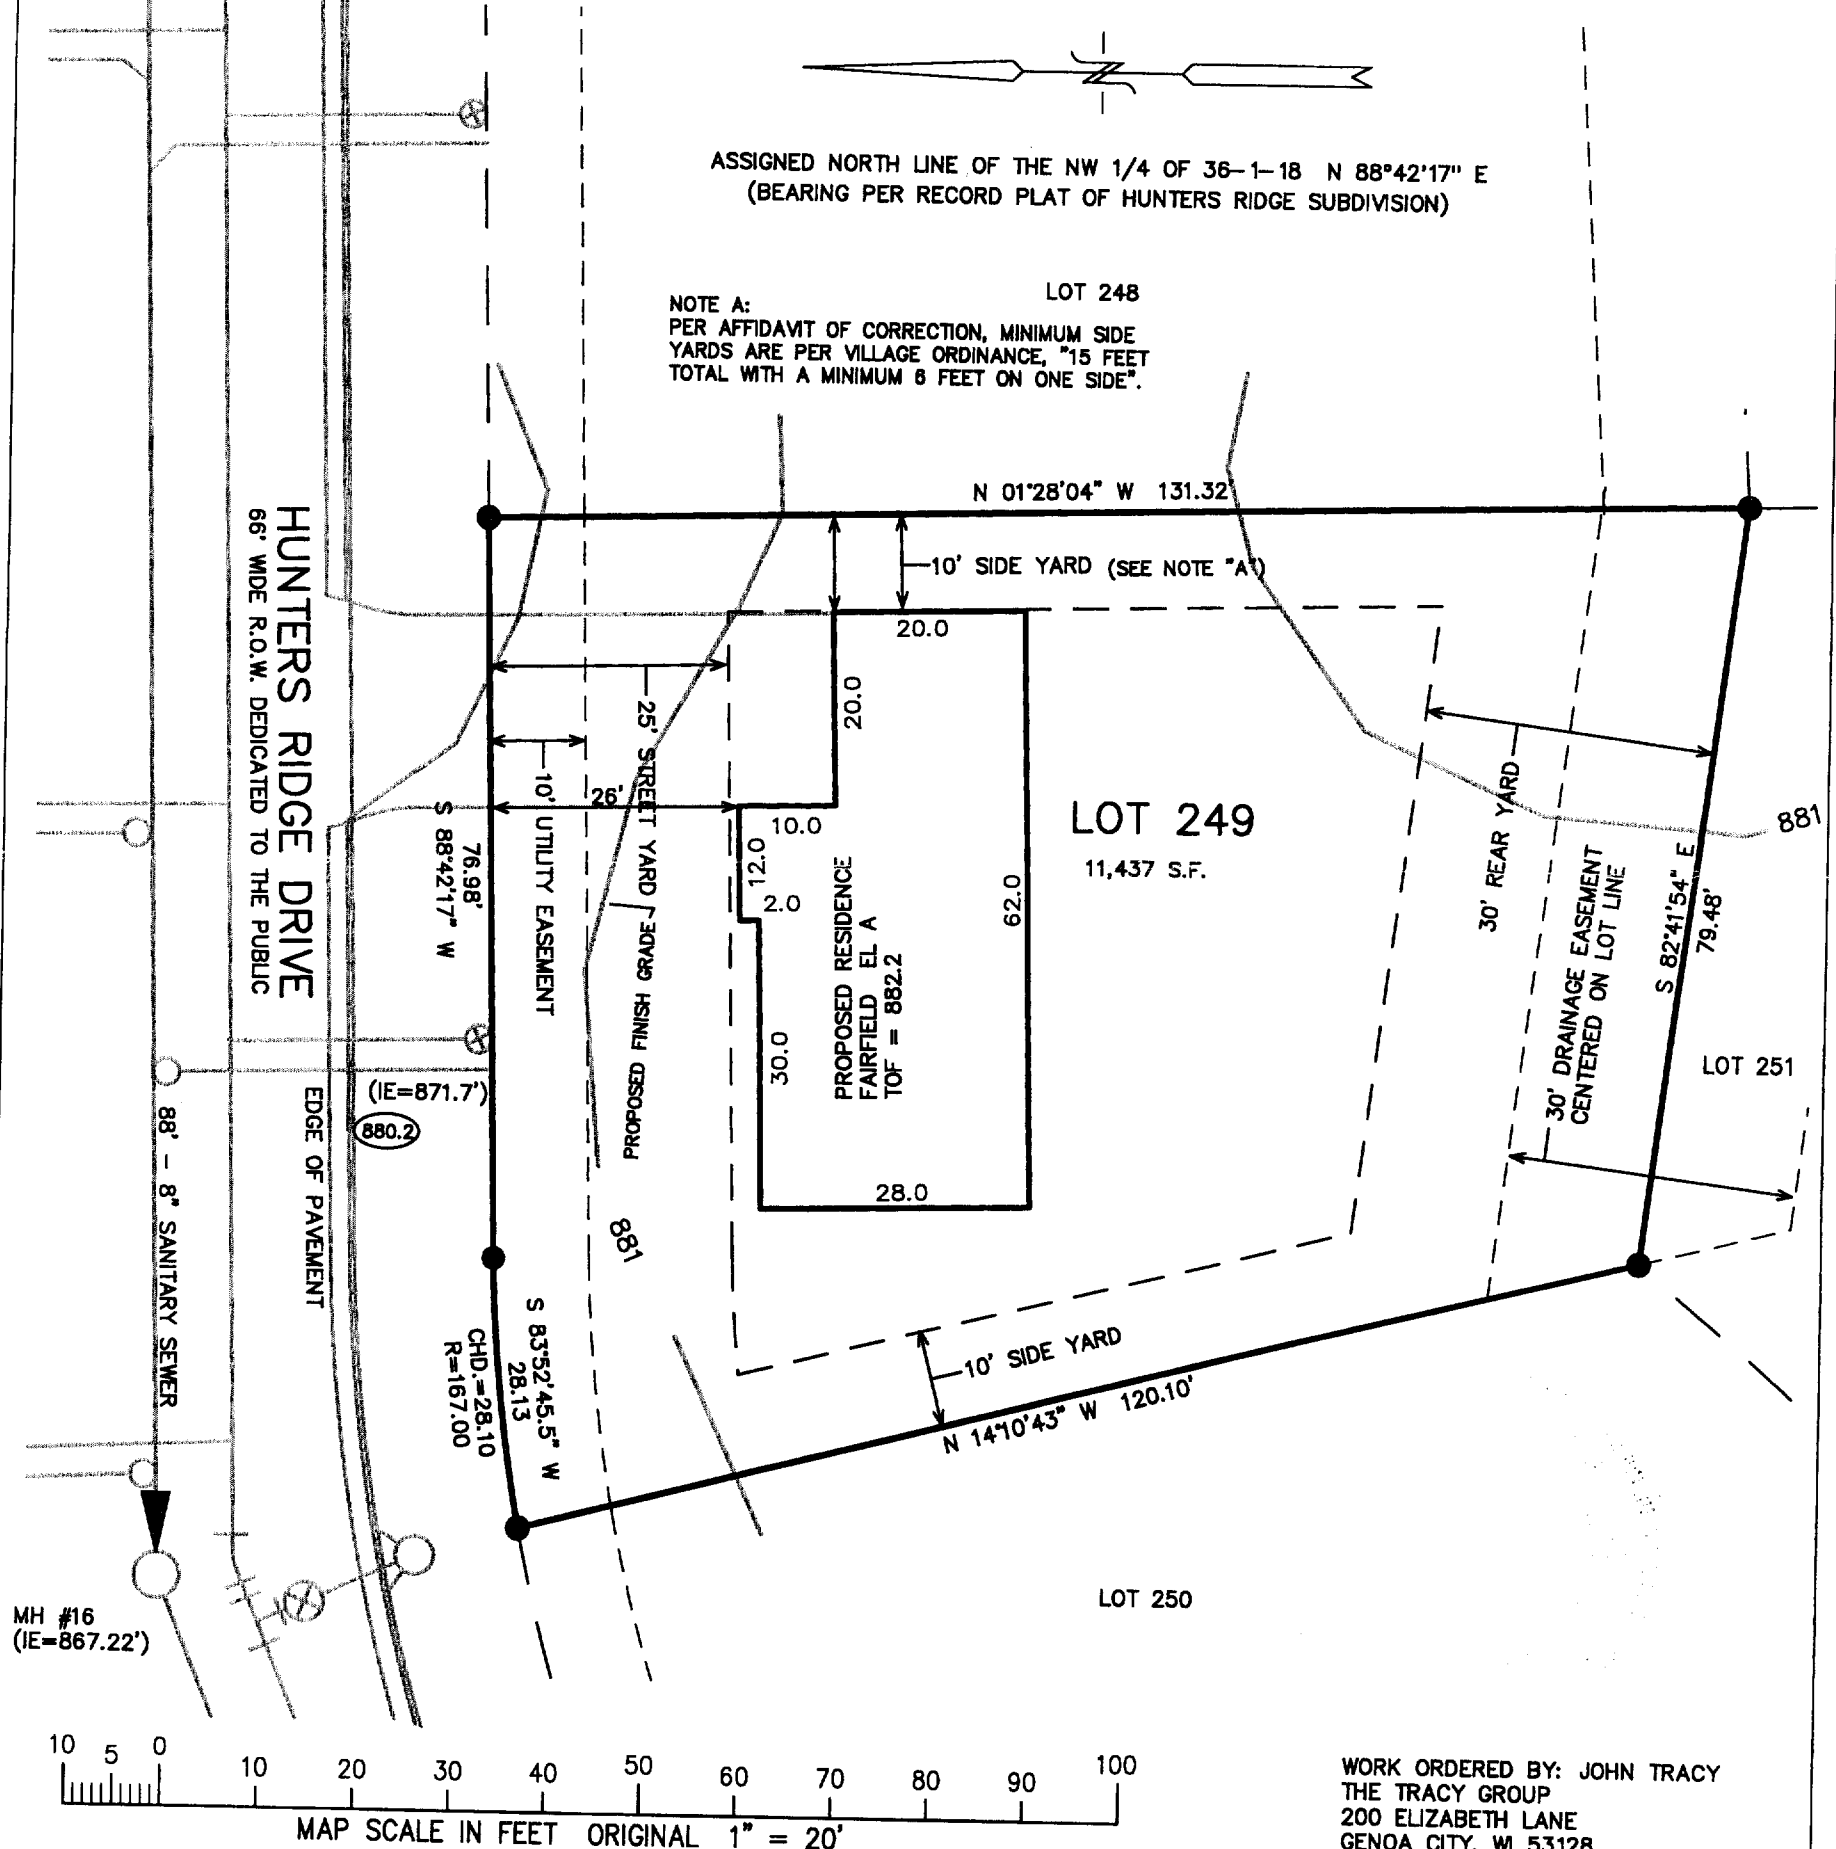 ASSIGNED NORTH LINE OF THE NW 1/4 OF 36-1-18 N 88°42'17" E
(BEARING PER RECORD PLAT OF HUNTERS RIDGE SUBDIVISION)
LOT 248
NOTE A:
PER AFFIDAVIT OF CORRECTION, MINIMUM SIDE
YARDS ARE PER VILLAGE ORDINANCE, "15 FEET
TOTAL WITH A MINIMUM 6 FEET ON ONE SIDE".
N 01°28'04" W 131.32'
10' SIDE YARD (SEE NOTE "A")
HUNTERS RIDGE DRIVE
66' WIDE R.O.W. DEDICATED TO THE PUBLIC
20.0
20.0
25' STREET YARD
10' UTILITY EASEMENT
26'
10.0
12.0
2.0
62.0
30.0
28.0
76.98'
S 88°42'17" W
PROPOSED FINISH GRADE
PROPOSED RESIDENCE
FAIRFIELD EL A
TOF = 882.2
LOT 249
11,437 S.F.
30' REAR YARD
881
30' DRAINAGE EASEMENT
CENTERED ON LOT LINE
S 82°41'54" E
79.48'
LOT 251
(IE=871.7')
880.2
EDGE OF PAVEMENT
88' - 8" SANITARY SEWER
881
S 83°52'45.5" W
28.13
CHD.=28.10
R=167.00
10' SIDE YARD
N 14°10'43" W 120.10'
LOT 250
MH #16
(IE=867.22')
10 5 0 10 20 30 40 50 60 70 80 90 100
MAP SCALE IN FEET ORIGINAL 1" = 20'
WORK ORDERED BY: JOHN TRACY
THE TRACY GROUP
200 ELIZABETH LANE
GENOA CITY, WI 53128